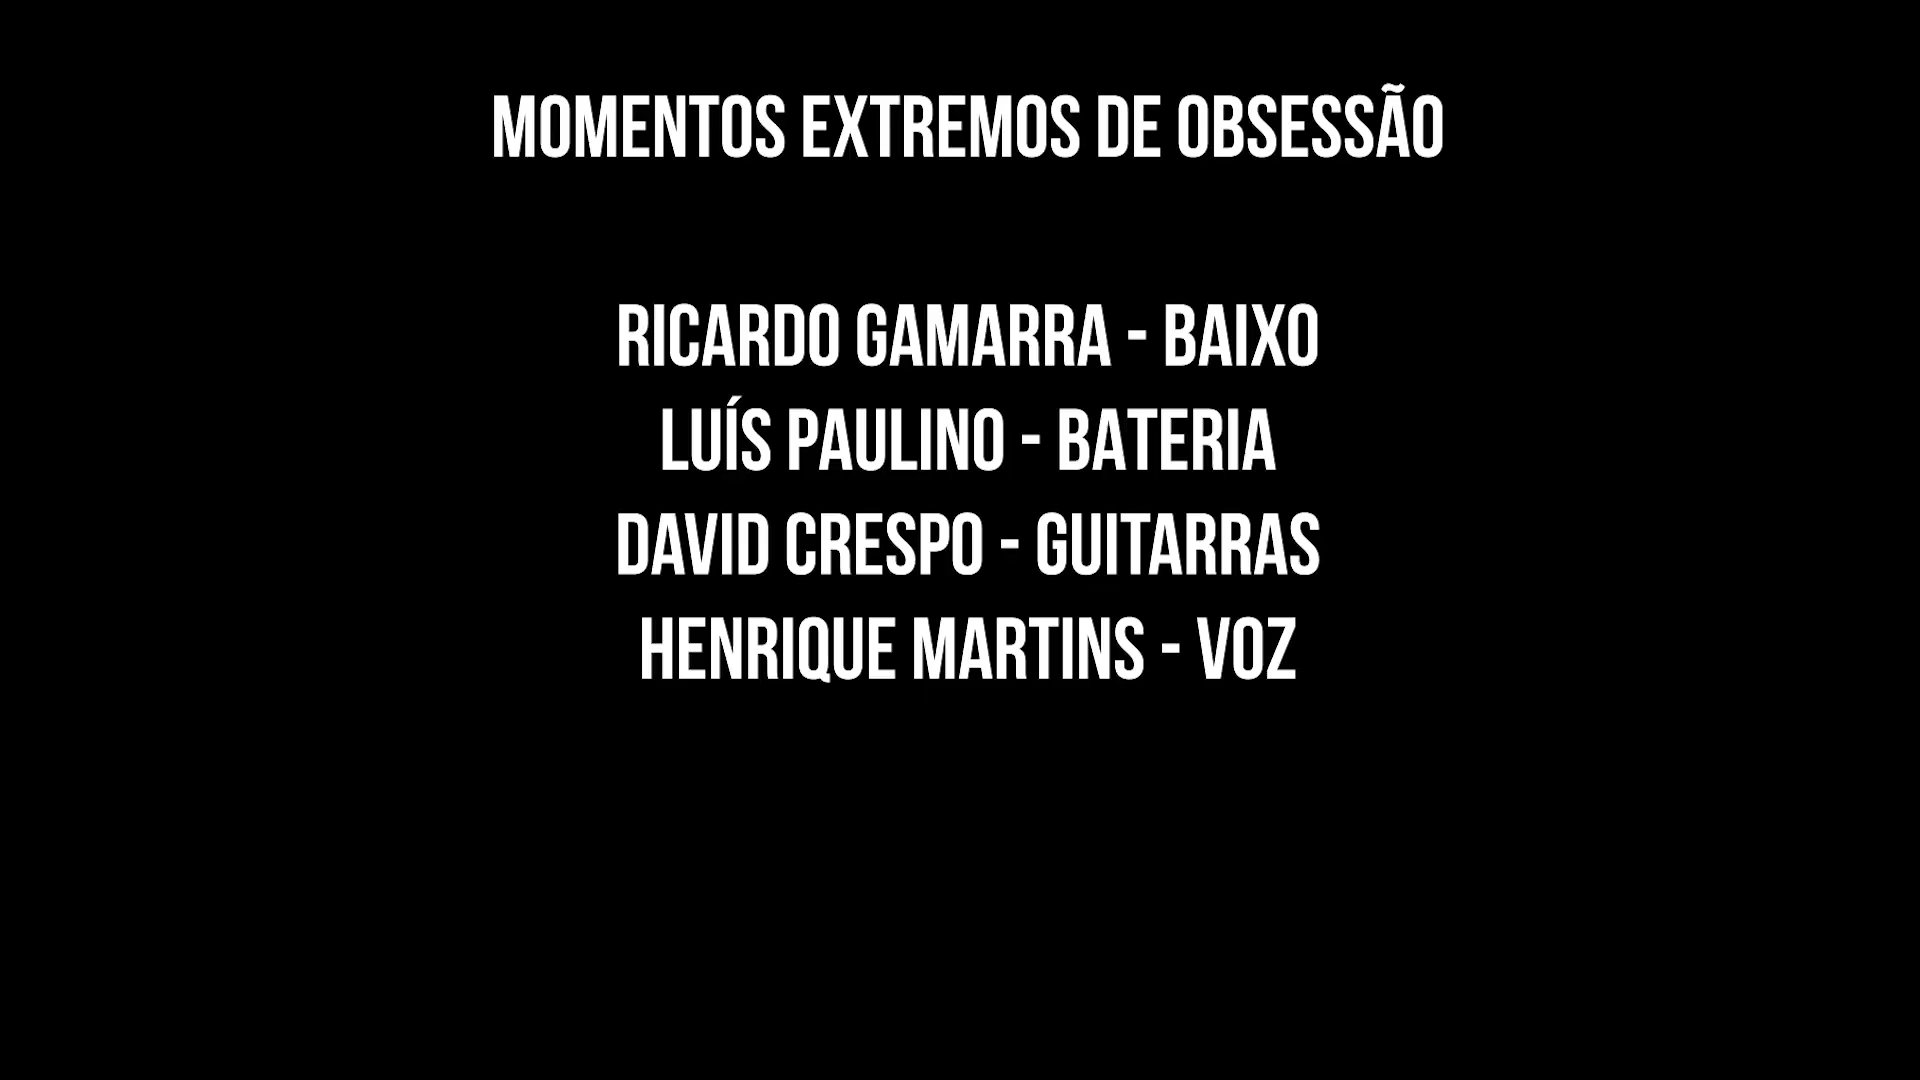 MOMENTOS EXTREMOS DE OBSESSÃO
RICARDO GAMARRA - BAIXO
LUÍS PAULINO - BATERIA
DAVID CRESPO - GUITARRAS
HENRIQUE MARTINS - VOZ